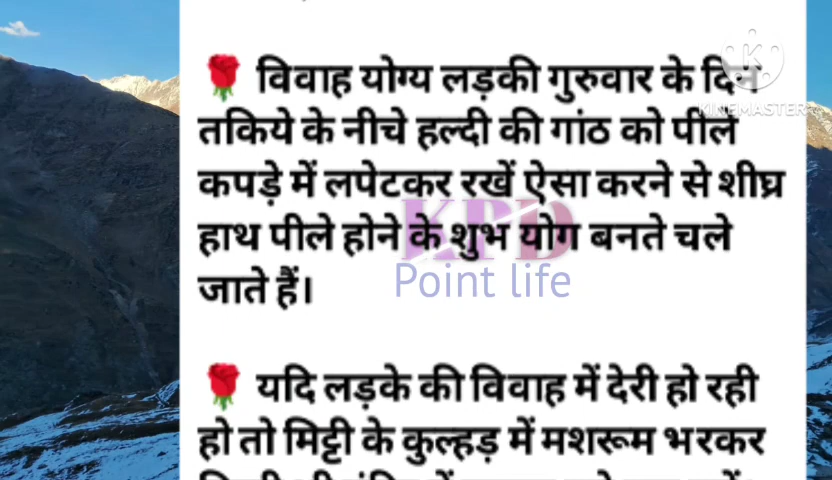 🌹 विवाह योग्य लड़की गुरुवार के दिन
KINEMASTER
तकिये के नीचे हल्दी की गांठ को पीले
कपड़े में लपेटकर रखें ऐसा करने से शीघ्र
KPD
हाथ पीले होने के शुभ योग बनते चले
Point life
जाते हैं।
🌹 यदि लड़के की विवाह में देरी हो रही
हो तो मिट्टी के कुल्हड़ में मशरूम भरकर